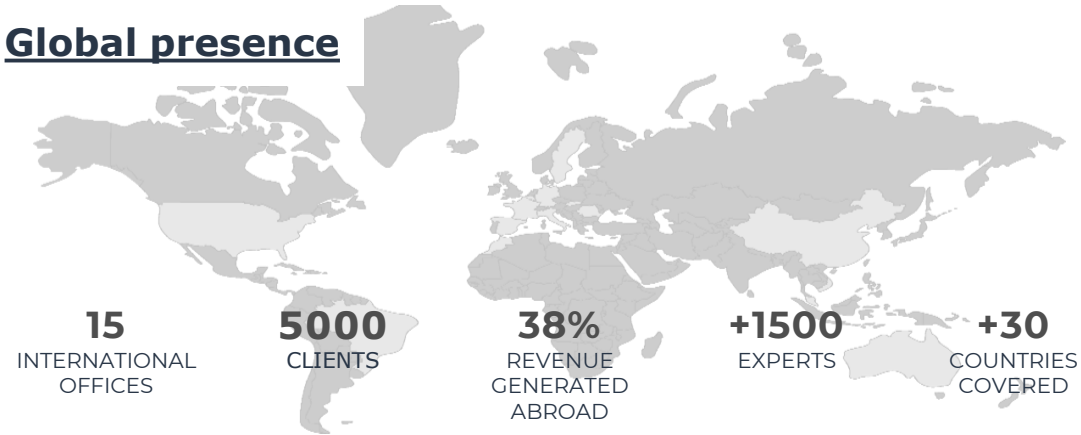 Global presence
15
INTERNATIONAL
OFFICES
5000
CLIENTS
38%
REVENUE
GENERATED
ABROAD
+1500
EXPERTS
+30
COUNTRIES
COVERED